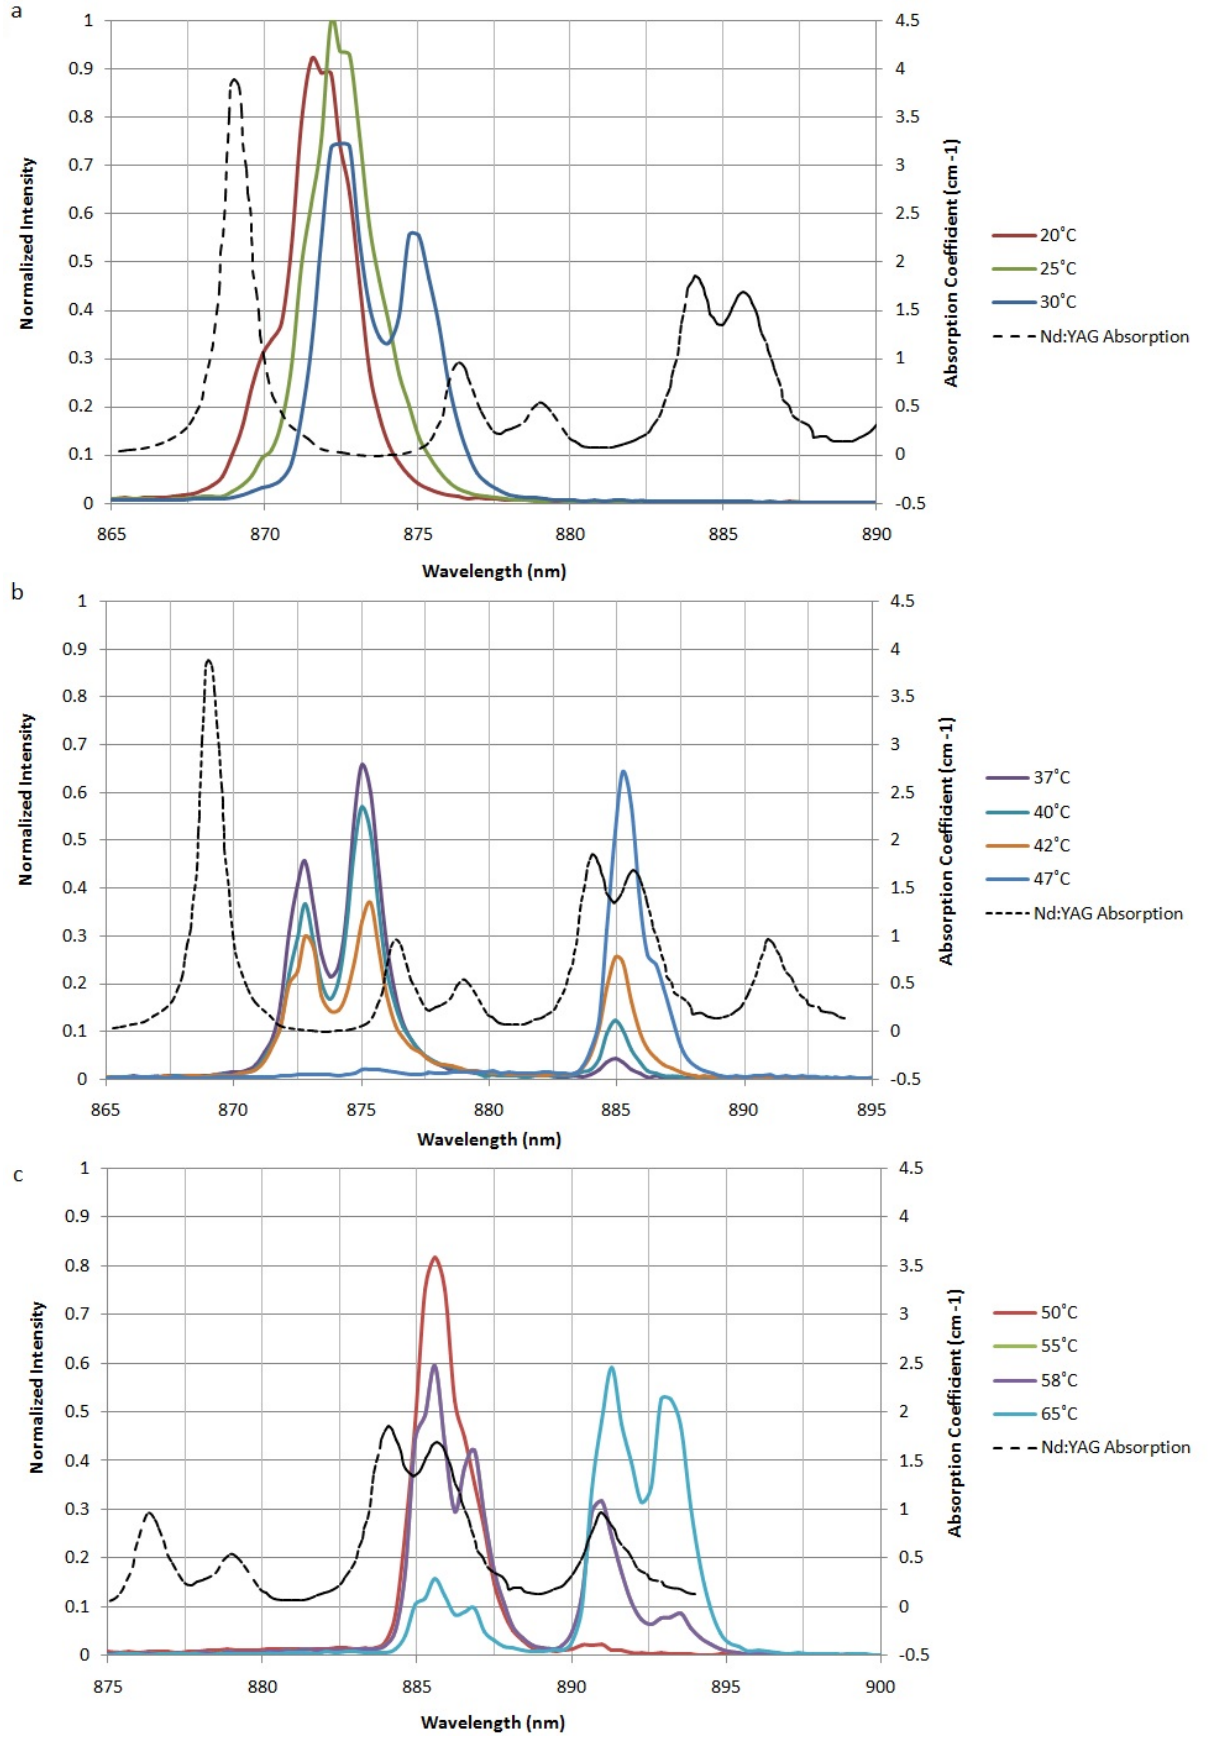 a
1
0.9
0.8
0.7
0.6
0.5
0.4
0.3
0.2
0.1
0
Normalized Intensity
4.5
4
3.5
3
2.5
2
1.5
1
0.5
0
-0.5
Absorption Coefficient (cm -1)
865 870 875 880 885 890
Wavelength (nm)
20˚C
25˚C
30˚C
Nd:YAG Absorption
b
1
0.9
0.8
0.7
0.6
0.5
0.4
0.3
0.2
0.1
0
Normalized Intensity
4.5
4
3.5
3
2.5
2
1.5
1
0.5
0
-0.5
Absorption Coefficient (cm -1)
865 870 875 880 885 890 895
Wavelength (nm)
37˚C
40˚C
42˚C
47˚C
Nd:YAG Absorption
c
1
0.9
0.8
0.7
0.6
0.5
0.4
0.3
0.2
0.1
0
Normalized Intensity
4.5
4
3.5
3
2.5
2
1.5
1
0.5
0
-0.5
Absorption Coefficient (cm -1)
875 880 885 890 895 900
Wavelength (nm)
50˚C
55˚C
58˚C
65˚C
Nd:YAG Absorption